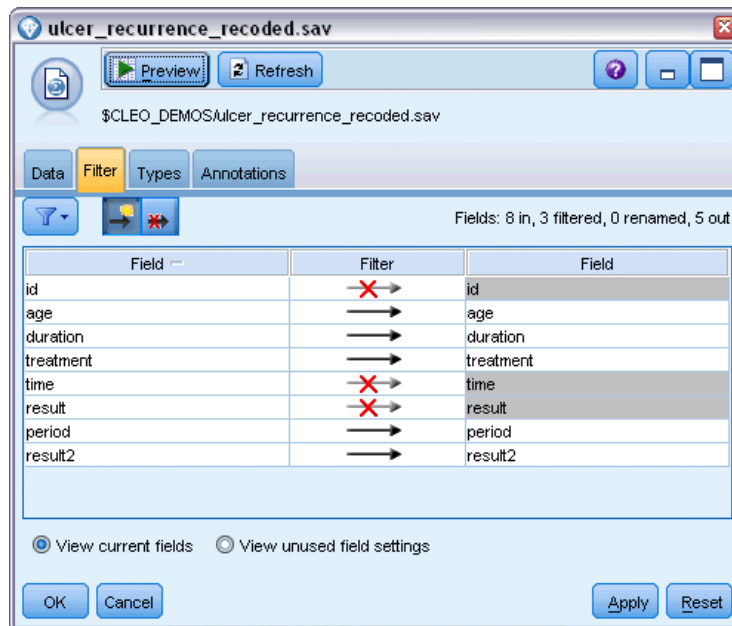 ulcer_recurrence_recoded.sav
Preview Refresh
$CLEO_DEMOS/ulcer_recurrence_recoded.sav
Data Filter Types Annotations
Fields: 8 in, 3 filtered, 0 renamed, 5 out
Field Filter Field
id id
age age
duration duration
treatment treatment
time time
result result
period period
result2 result2
View current fields View unused field settings
OK Cancel Apply Reset